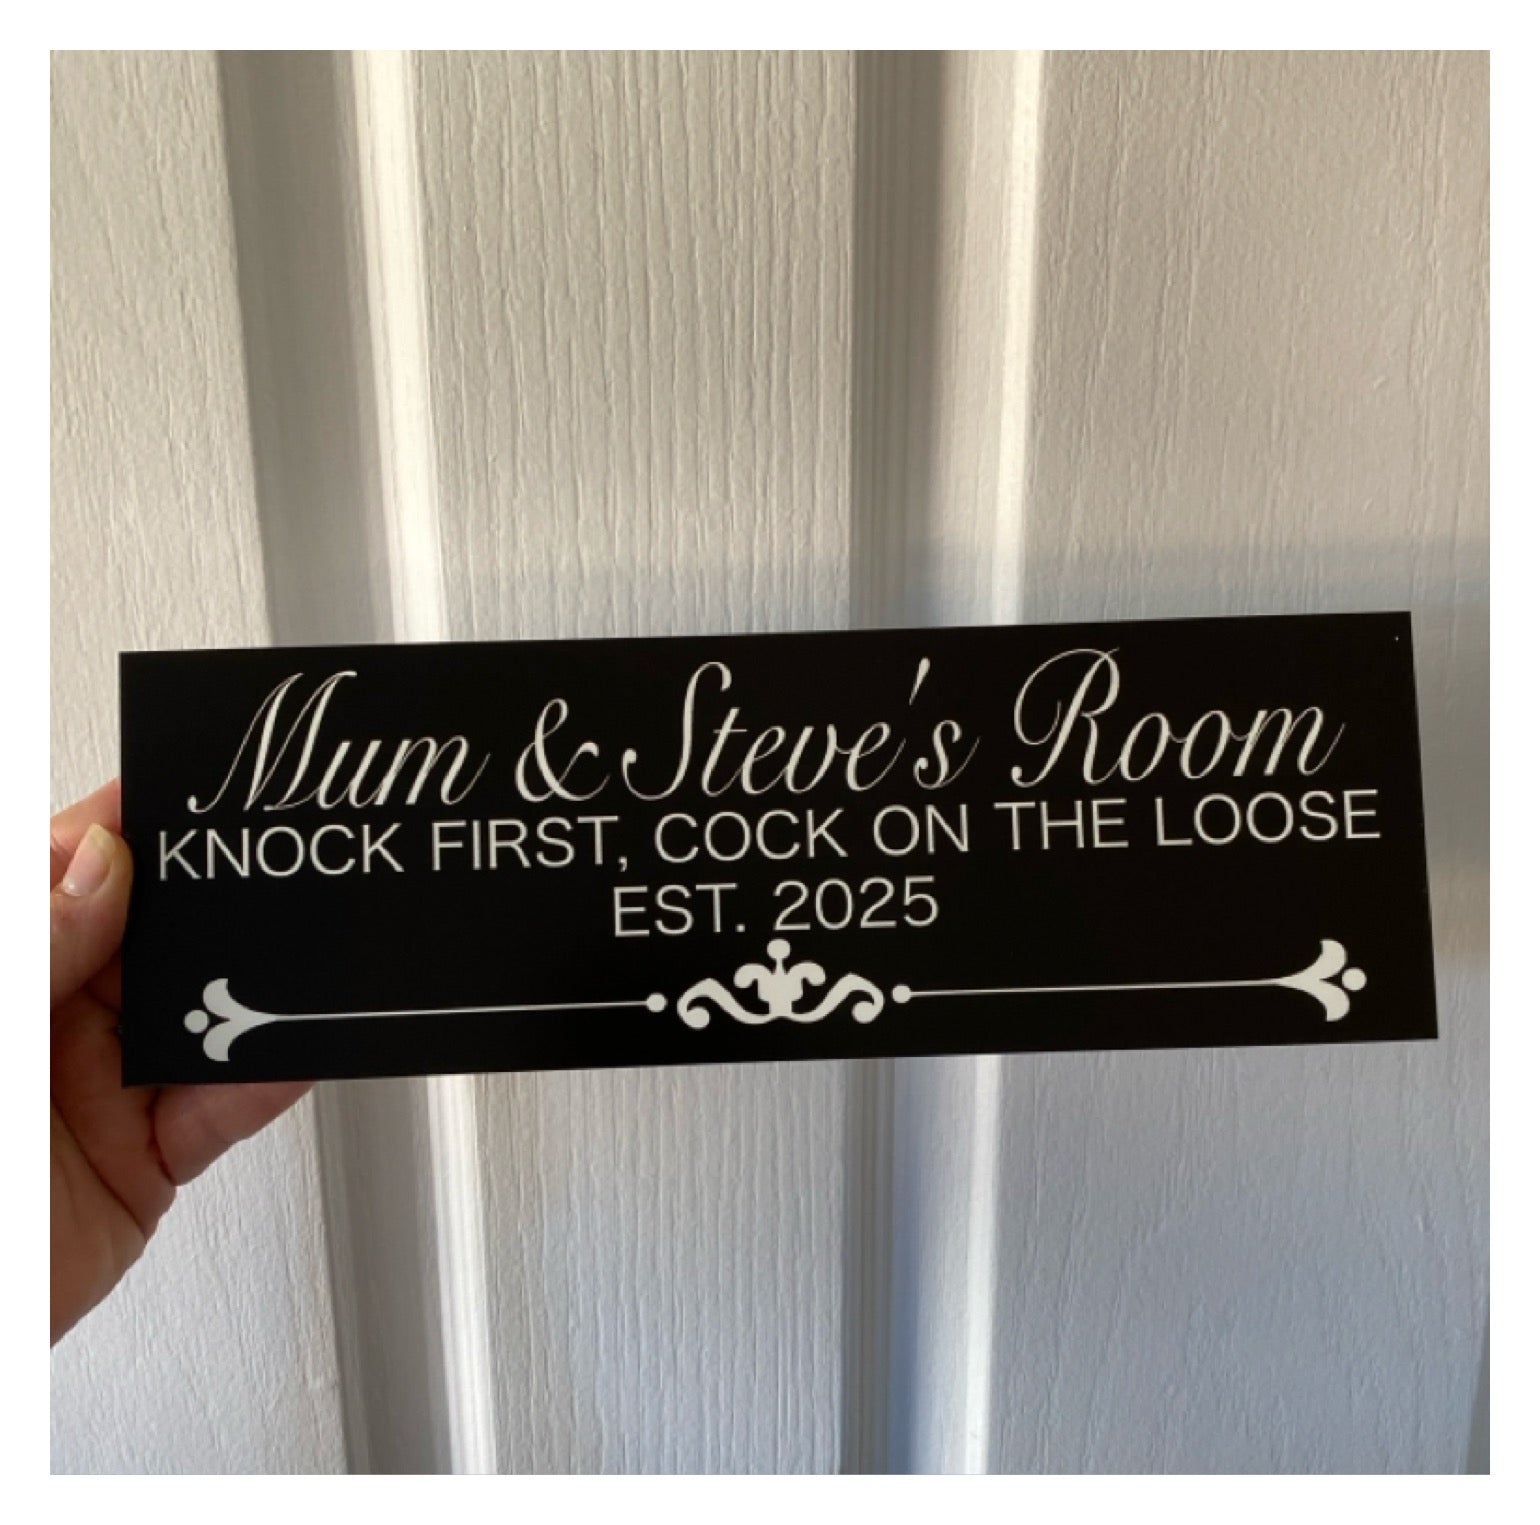 Mum & Steve's Room
KNOCK FIRST, COCK ON THE LOOSE
EST. 2025